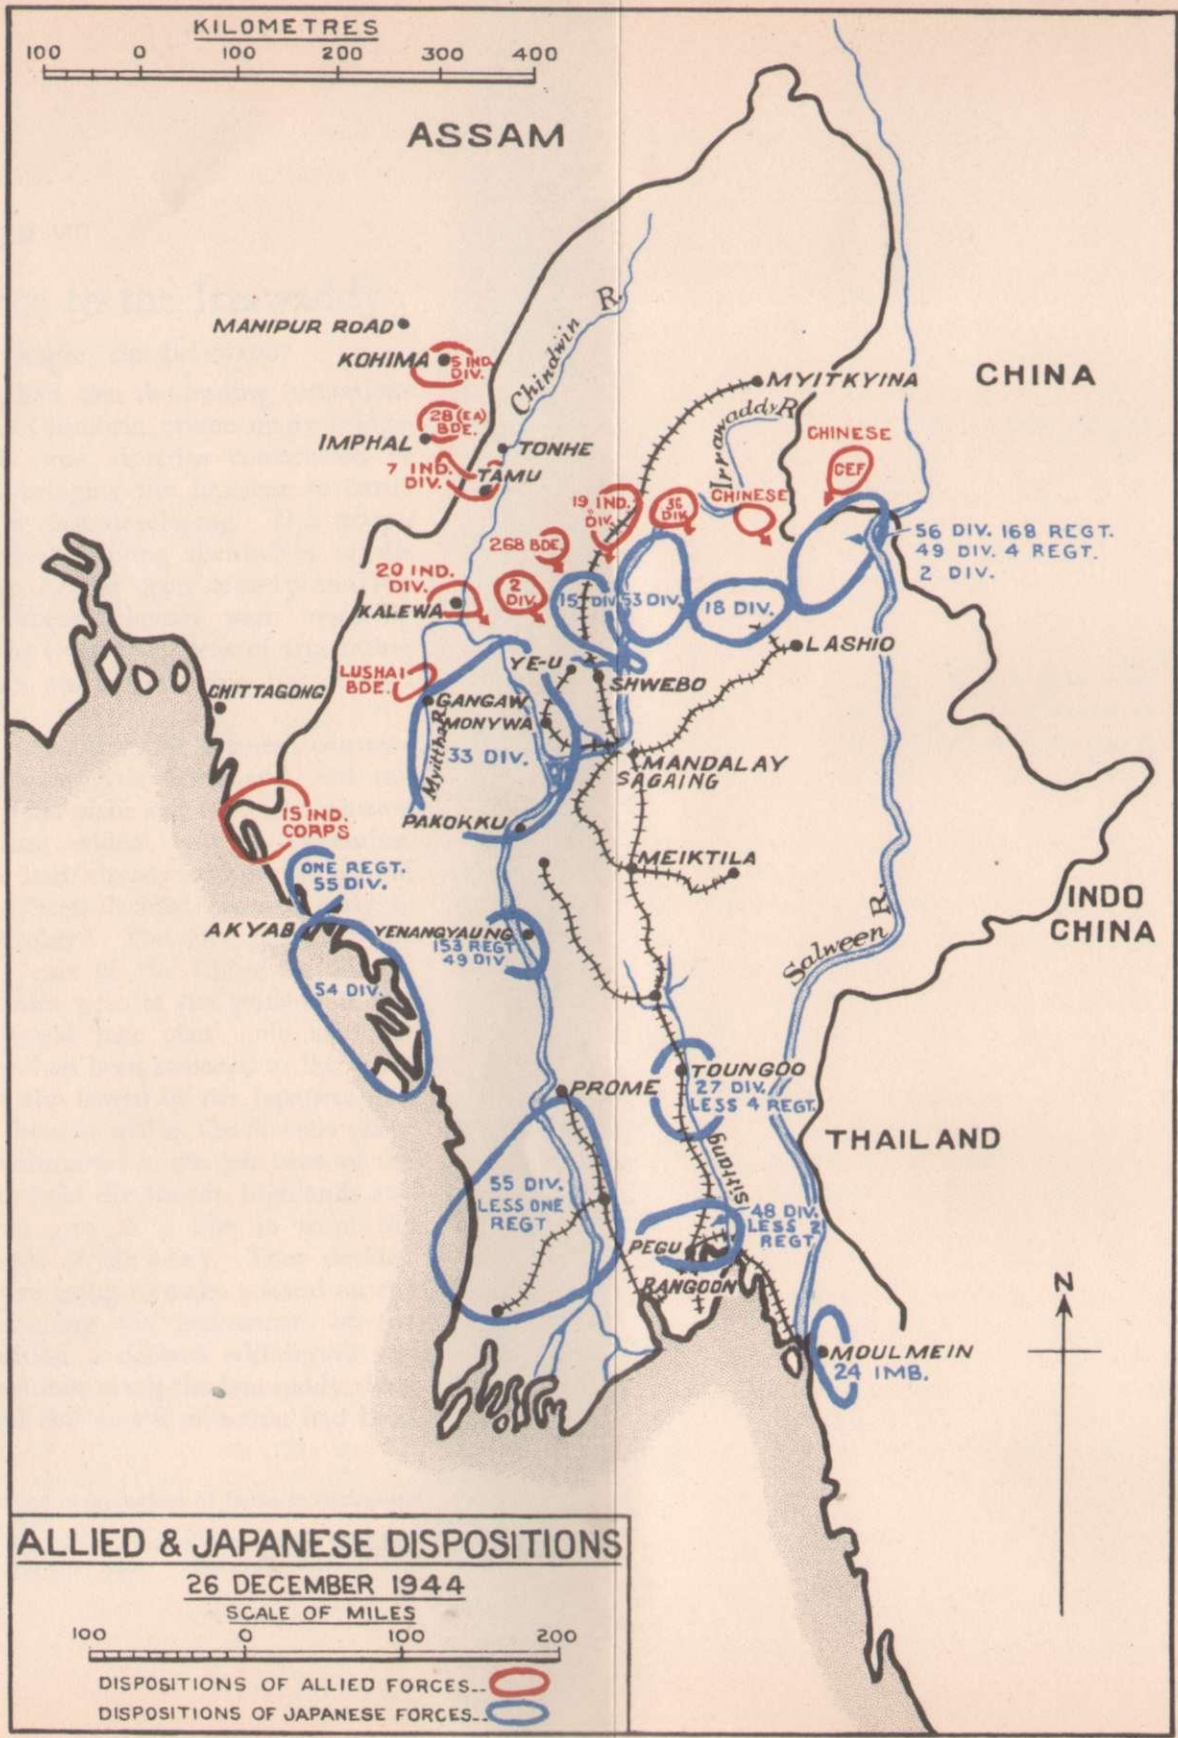 KILOMETRES
100 0 100 200 300 400
ASSAM
MANIPUR ROAD
KOHIMA
5 IND.
DIV.
Chindwin R.
MYITKYINA
CHINA
28 (EA)
BDE.
IMPHAL
TONHE
Irrawaddy R
CHINESE
CEF
7 IND.
DIV.
TAMU
19 IND.
DIV.
36
DIV.
CHINESE
268 BDE.
56 DIV. 168 REGT.
49 DIV. 4 REGT.
2 DIV.
20 IND.
DIV.
KALEWA
2
DIV.
15 DIV
53 DIV.
18 DIV.
LASHIO
LUSHAI
BDE.
YE-U
SHWEBO
CHITTAGONG
GANGAW
MONYWA
Myittha R.
33 DIV.
MANDALAY
SAGAING
15 IND.
CORPS
PAKOKKU
MEIKTILA
ONE REGT.
55 DIV.
INDO
CHINA
AKYAB
YENANGYAUNG
153 REGT
49 DIV
Salween R.
54 DIV.
TOUNGOO
27 DIV.
LESS 4 REGT.
PROME
THAILAND
Sittang
55 DIV.
LESS ONE
REGT.
48 DIV.
LESS 2
REGT.
PEGU
RANGOON
N
MOULMEIN
24 IMB.
ALLIED & JAPANESE DISPOSITIONS
26 DECEMBER 1944
SCALE OF MILES
100 0 100 200
DISPOSITIONS OF ALLIED FORCES..
DISPOSITIONS OF JAPANESE FORCES..